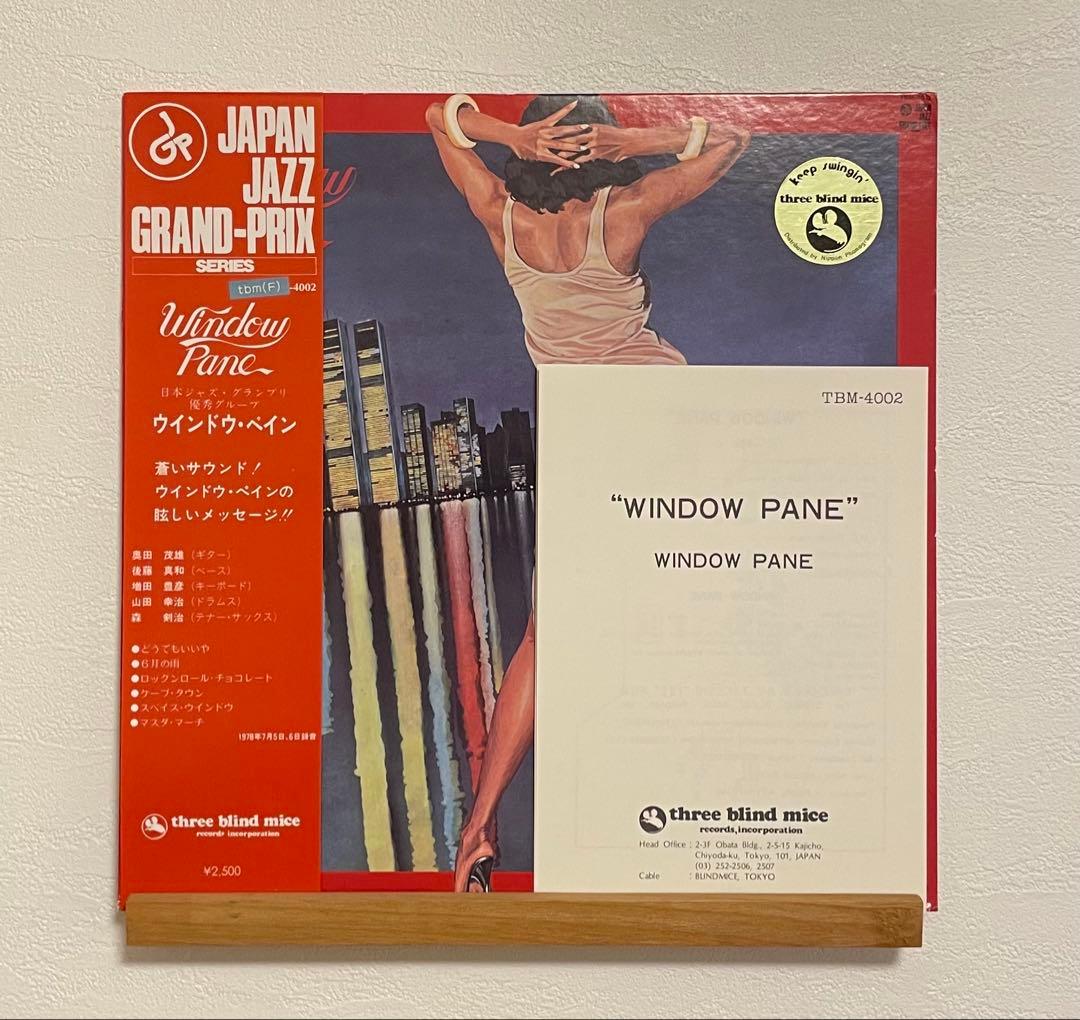 JAPAN
JAZZ
GRAND-PRIX
SERIES
tbm(F) -4002
Window
Pane
日本ジャズ・グランプリ
優秀グループ
ウインドウ・ペイン
蒼いサウンド!
ウインドウ・ペインの
眩しいメッセージ!!
奥田 茂雄(ギター)
後藤 真和(ベース)
増田 豊彦(キーボード)
山田 幸治(ドラムス)
森 剣治(テナー・サックス)
●どうでもいいや
●6月の雨
●ロックンロール・チョコレート
●ケープ・タウン
●スペイス・ウインドウ
●マスダ・マーチ
1978年7月5日、6日録音
three blind mice
records incorporation
¥2,500
keep swingin'
three blind mice
Distributed by Nippon Phonogram
TBM-4002
“WINDOW PANE”
WINDOW PANE
three blind mice
records, incorporation
Head Office : 2-3F Obata Bldg., 2-5-15 Kajicho,
Chiyoda-ku, Tokyo, 101, JAPAN
(03) 252-2506, 2507
Cable : BLINDMICE, TOKYO